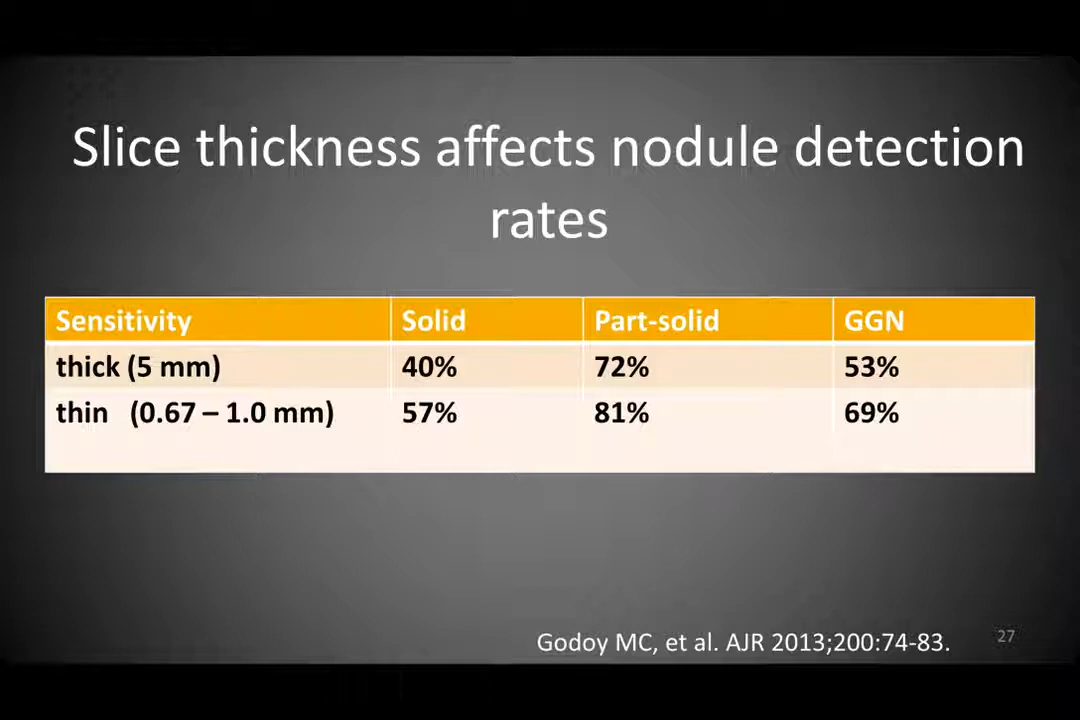 Slice thickness affects nodule detection
rates
Sensitivity Solid Part-solid GGN
thick (5 mm) 40% 72% 53%
thin (0.67 – 1.0 mm) 57% 81% 69%
Godoy MC, et al. AJR 2013;200:74-83.
27